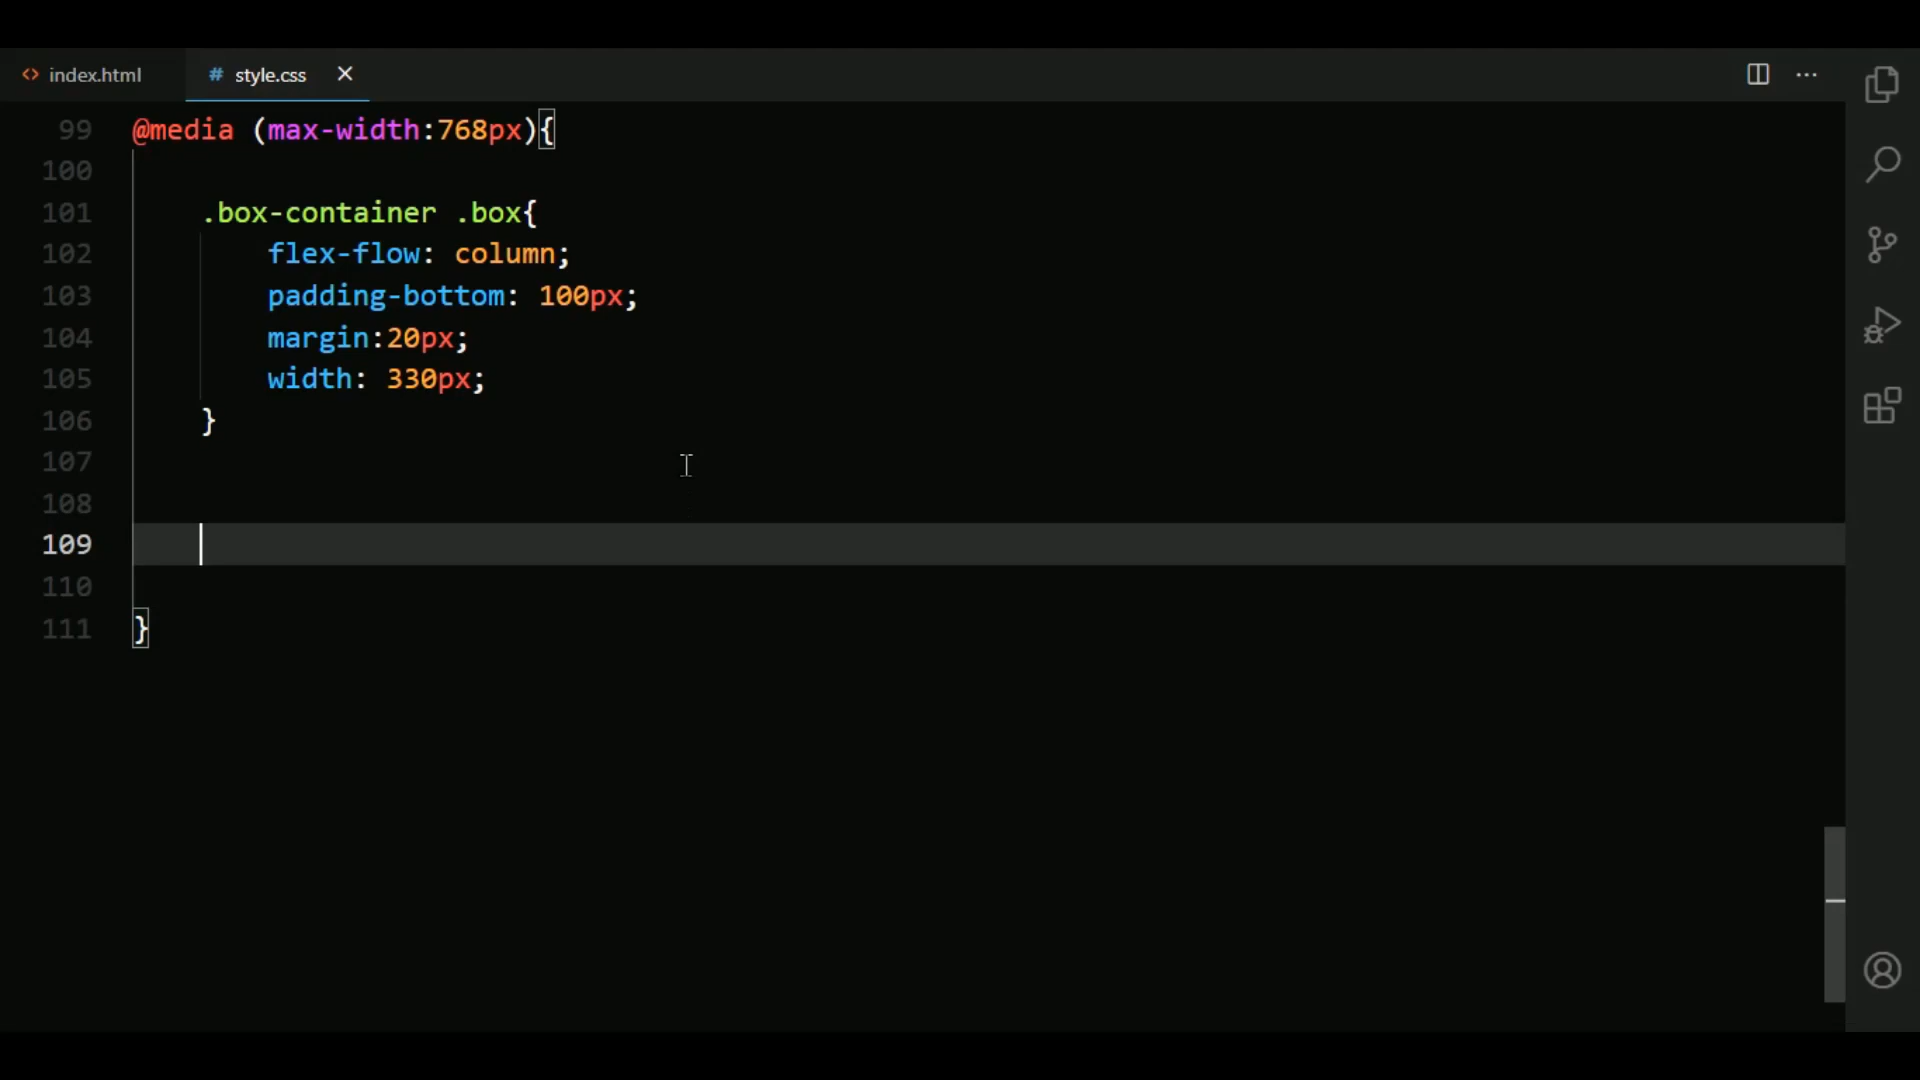 index.html
# style.css
99 @media (max-width:768px){
100
101 .box-container .box{
102 flex-flow: column;
103 padding-bottom: 100px;
104 margin:20px;
105 width: 330px;
106 }
107
108
109
110
111 }